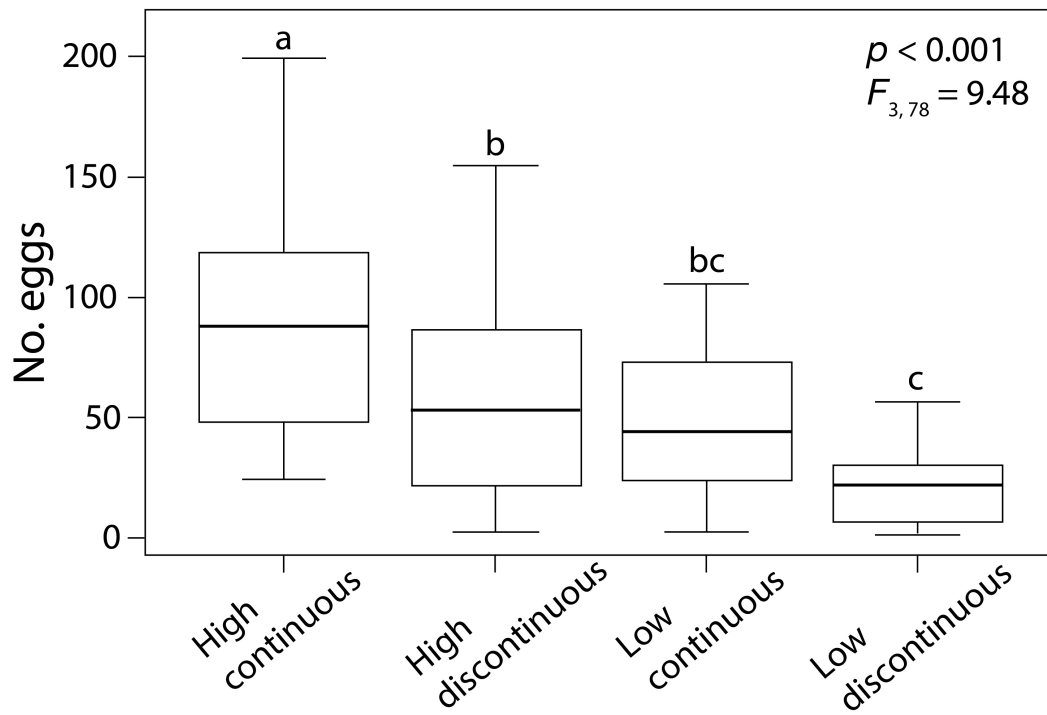 a
p < 0.001
F3, 78 = 9.48
b
bc
c
No. eggs
200
150
100
50
0
High
continuous
High
discontinuous
Low
continuous
Low
discontinuous